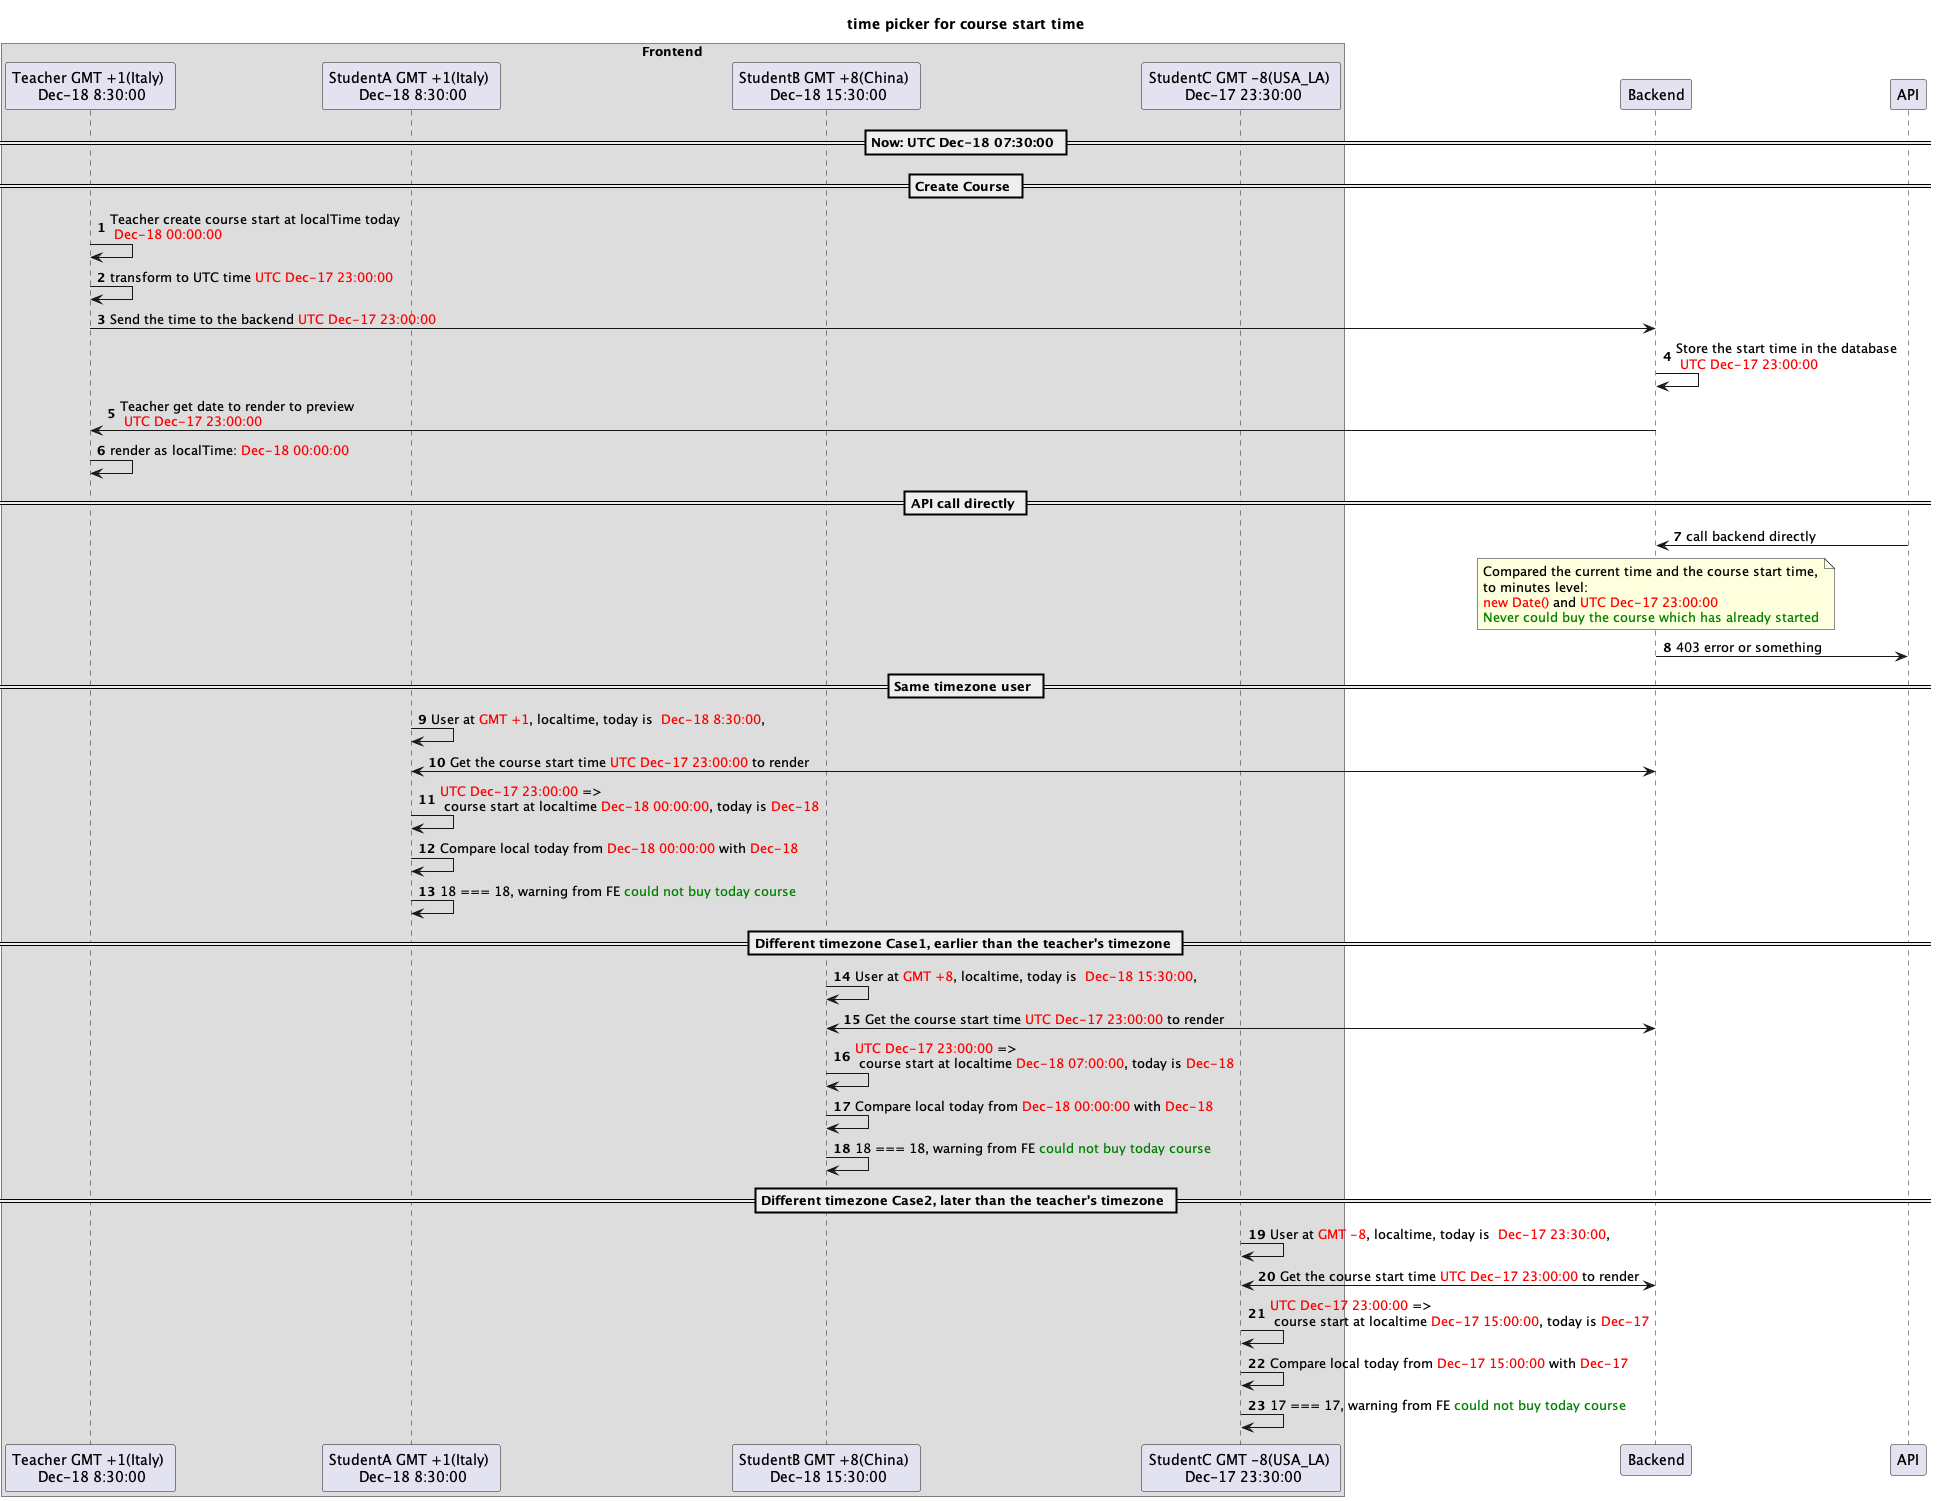 time picker for course start time
Frontend
Teacher GMT +1(Italy)
Dec-18 8:30:00
StudentA GMT +1(Italy)
Dec-18 8:30:00
StudentB GMT +8(China)
Dec-18 15:30:00
StudentC GMT -8(USA_LA)
Dec-17 23:30:00
Backend
API
Now: UTC Dec-18 07:30:00
Create Course
1 Teacher create course start at localTime today
Dec-18 00:00:00
2 transform to UTC time UTC Dec-17 23:00:00
3 Send the time to the backend UTC Dec-17 23:00:00
4 Store the start time in the database
UTC Dec-17 23:00:00
5 Teacher get date to render to preview
UTC Dec-17 23:00:00
6 render as localTime: Dec-18 00:00:00
API call directly
7 call backend directly
Compared the current time and the course start time,
to minutes level:
new Date() and UTC Dec-17 23:00:00
Never could buy the course which has already started
8 403 error or something
Same timezone user
9 User at GMT +1, localtime, today is  Dec-18 8:30:00,
10 Get the course start time UTC Dec-17 23:00:00 to render
11 UTC Dec-17 23:00:00 =>
course start at localtime Dec-18 00:00:00, today is Dec-18
12 Compare local today from Dec-18 00:00:00 with Dec-18
13 18 === 18, warning from FE could not buy today course
Different timezone Case1, earlier than the teacher's timezone
14 User at GMT +8, localtime, today is  Dec-18 15:30:00,
15 Get the course start time UTC Dec-17 23:00:00 to render
16 UTC Dec-17 23:00:00 =>
course start at localtime Dec-18 07:00:00, today is Dec-18
17 Compare local today from Dec-18 00:00:00 with Dec-18
18 18 === 18, warning from FE could not buy today course
Different timezone Case2, later than the teacher's timezone
19 User at GMT -8, localtime, today is  Dec-17 23:30:00,
20 Get the course start time UTC Dec-17 23:00:00 to render
21 UTC Dec-17 23:00:00 =>
course start at localtime Dec-17 15:00:00, today is Dec-17
22 Compare local today from Dec-17 15:00:00 with Dec-17
23 17 === 17, warning from FE could not buy today course
Teacher GMT +1(Italy)
Dec-18 8:30:00
StudentA GMT +1(Italy)
Dec-18 8:30:00
StudentB GMT +8(China)
Dec-18 15:30:00
StudentC GMT -8(USA_LA)
Dec-17 23:30:00
Backend
API